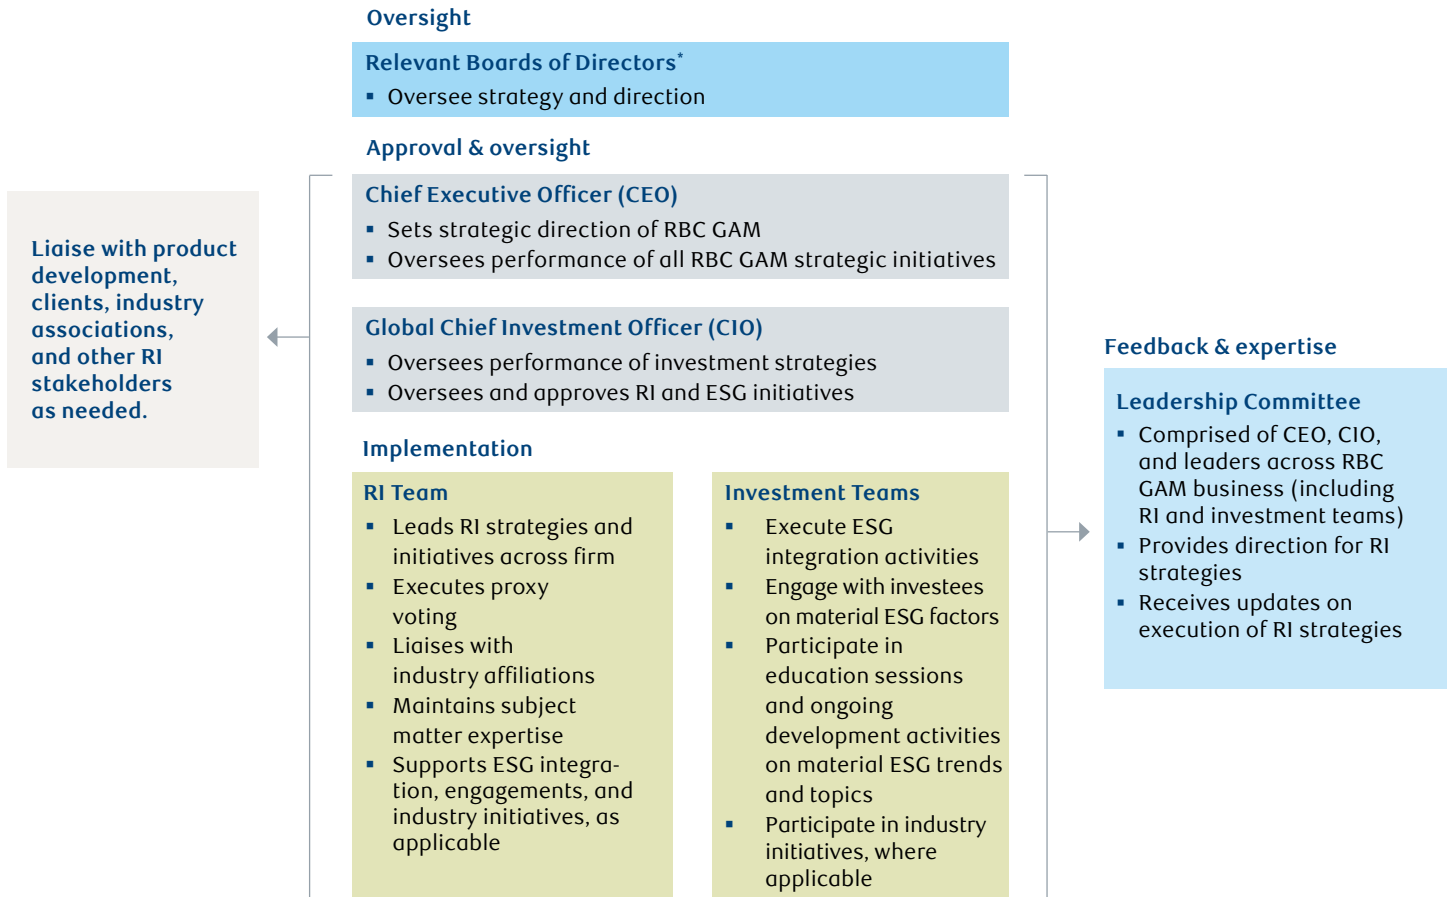 Oversight
Relevant Boards of Directors*
▪ Oversee strategy and direction
Approval & oversight
Chief Executive Officer (CEO)
▪ Sets strategic direction of RBC GAM
▪ Oversees performance of all RBC GAM strategic initiatives
Global Chief Investment Officer (CIO)
▪ Oversees performance of investment strategies
▪ Oversees and approves RI and ESG initiatives
Liaise with product
development,
clients, industry
associations,
and other RI
stakeholders
as needed.
Implementation
RI Team
▪ Leads RI strategies and
initiatives across firm
▪ Executes proxy
voting
▪ Liaises with
industry affiliations
▪ Maintains subject
matter expertise
▪ Supports ESG integra-
tion, engagements, and
industry initiatives, as
applicable
Investment Teams
▪ Execute ESG
integration activities
▪ Engage with investees
on material ESG factors
▪ Participate in
education sessions
and ongoing
development activities
on material ESG trends
and topics
▪ Participate in industry
initiatives, where
applicable
Feedback & expertise
Leadership Committee
▪ Comprised of CEO, CIO,
and leaders across RBC
GAM business (including
RI and investment teams)
▪ Provides direction for RI
strategies
▪ Receives updates on
execution of RI strategies